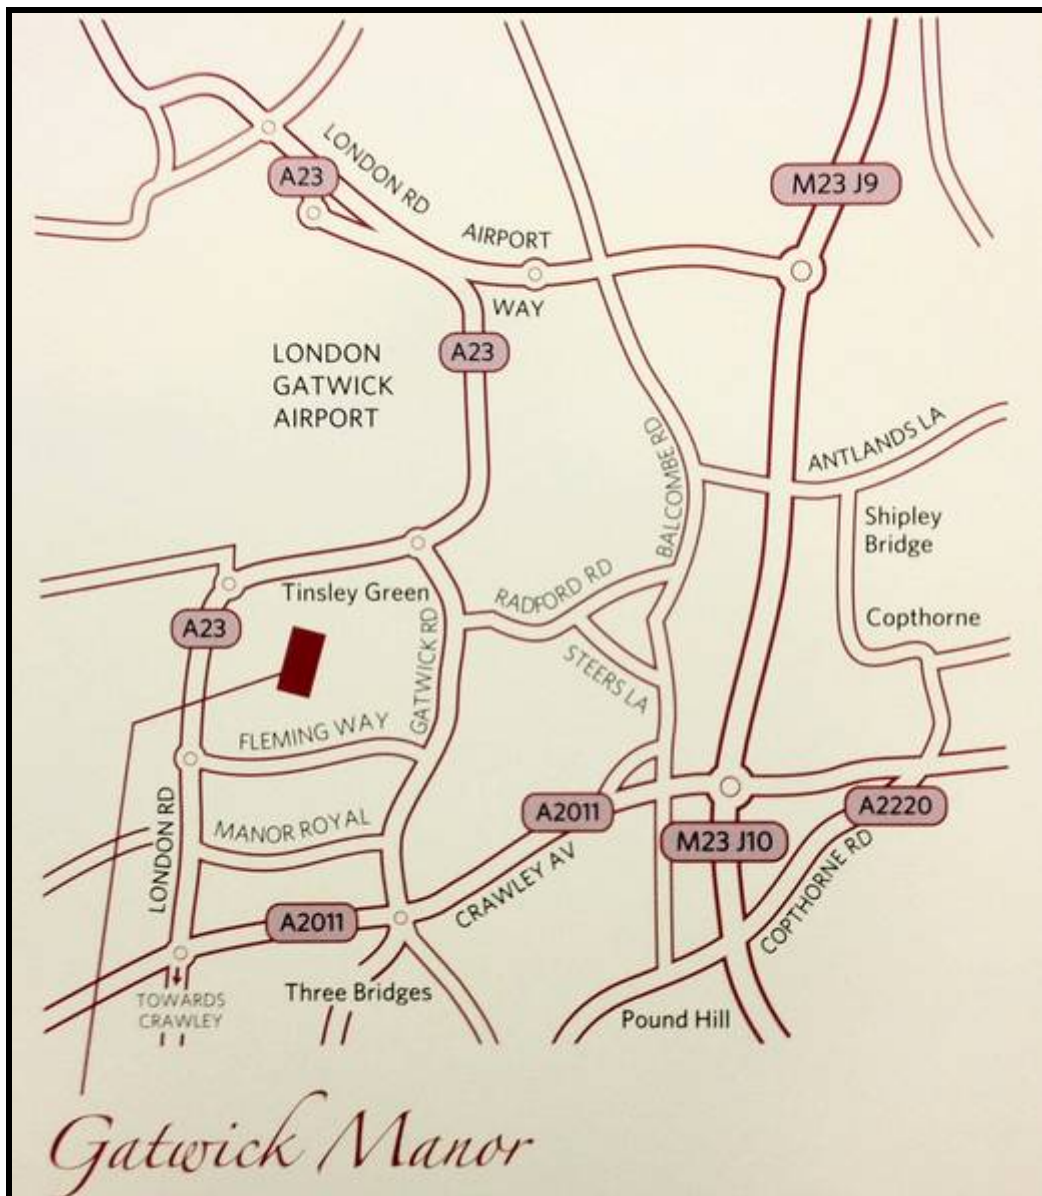 LONDON RD
A23
M23 J9
AIRPORT
WAY
A23
LONDON
GATWICK
AIRPORT
ANTLANDS LA
BALCOMBE RD
Shipley
Bridge
RADFORD RD
Tinsley Green
A23
GATWICK RD
Copthorne
STEERS LA
FLEMING WAY
LONDON RD
MANOR ROYAL
A2011
A2220
M23 J10
CRAWLEY AV
COPTHORNE RD
A2011
TOWARDS
CRAWLEY
Three Bridges
Pound Hill
Gatwick Manor